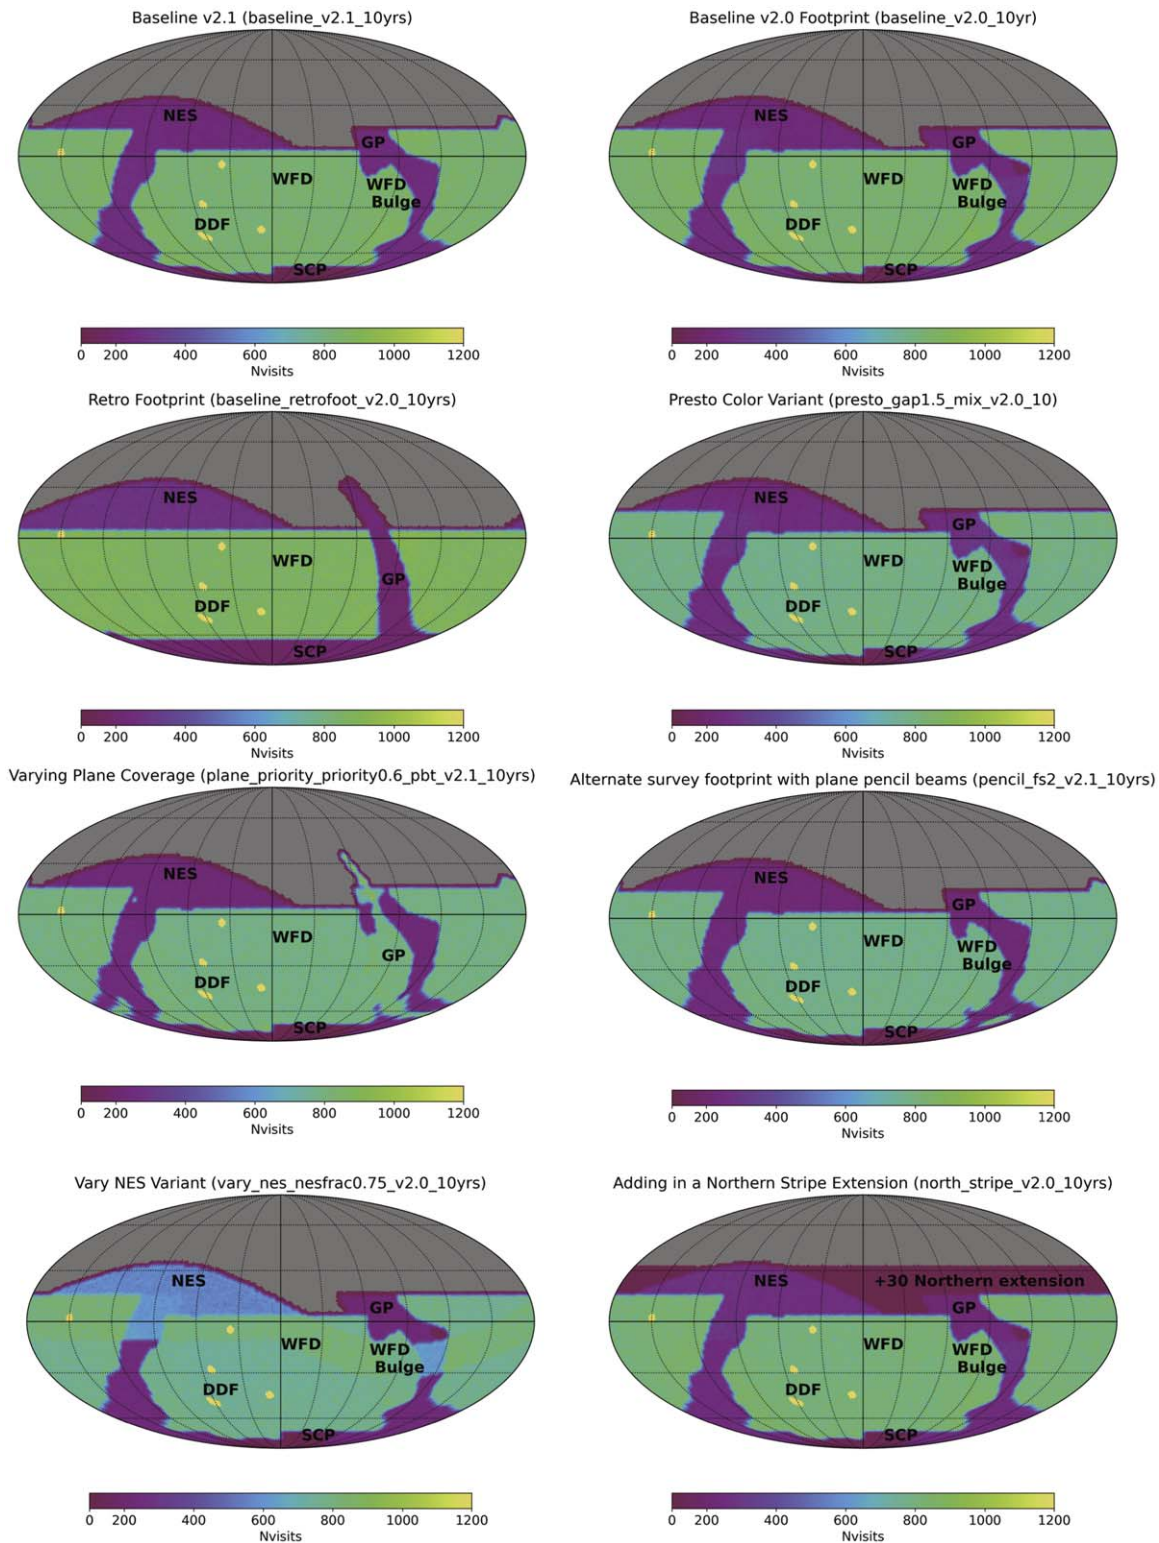 Baseline v2.1 (baseline_v2.1_10yrs)
NES
GP
WFD
WFD
Bulge
DDF
SCP
0 200 400 600 800 1000 1200
Nvisits
Baseline v2.0 Footprint (baseline_v2.0_10yr)
NES
GP
WFD
WFD
Bulge
DDF
SCP
0 200 400 600 800 1000 1200
Nvisits
Retro Footprint (baseline_retrofoot_v2.0_10yrs)
NES
WFD
GP
DDF
SCP
0 200 400 600 800 1000 1200
Nvisits
Presto Color Variant (presto_gap1.5_mix_v2.0_10)
NES
GP
WFD
WFD
Bulge
DDF
SCP
0 200 400 600 800 1000 1200
Nvisits
Varying Plane Coverage (plane_priority_priority0.6_pbt_v2.1_10yrs)
NES
WFD
GP
DDF
SCP
0 200 400 600 800 1000 1200
Nvisits
Alternate survey footprint with plane pencil beams (pencil_fs2_v2.1_10yrs)
NES
GP
WFD
WFD
Bulge
DDF
SCP
0 200 400 600 800 1000 1200
Nvisits
Vary NES Variant (vary_nes_nesfrac0.75_v2.0_10yrs)
NES
GP
WFD
WFD
Bulge
DDF
SCP
0 200 400 600 800 1000 1200
Nvisits
Adding in a Northern Stripe Extension (north_stripe_v2.0_10yrs)
NES
+30 Northern extension
GP
WFD
WFD
Bulge
DDF
SCP
0 200 400 600 800 1000 1200
Nvisits